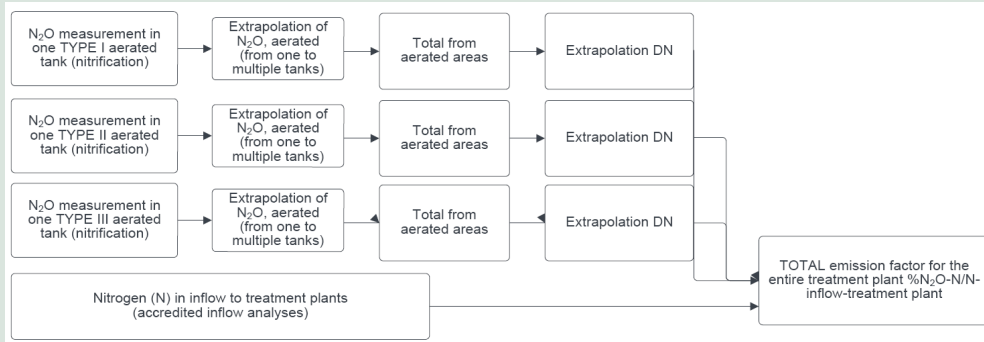 N₂O measurement in
one TYPE I aerated
tank (nitrification)
Extrapolation of
N₂O, aerated
(from one to
multiple tanks)
Total from
aerated areas
Extrapolation DN
N₂O measurement in
one TYPE II aerated
tank (nitrification)
Extrapolation of
N₂O, aerated
(from one to
multiple tanks)
Total from
aerated areas
Extrapolation DN
N₂O measurement in
one TYPE III aerated
tank (nitrification)
Extrapolation of
N₂O, aerated
(from one to
multiple tanks)
Total from
aerated areas
Extrapolation DN
Nitrogen (N) in inflow to treatment plants
(accredited inflow analyses)
TOTAL emission factor for the
entire treatment plant %N₂O-N/N-
inflow-treatment plant